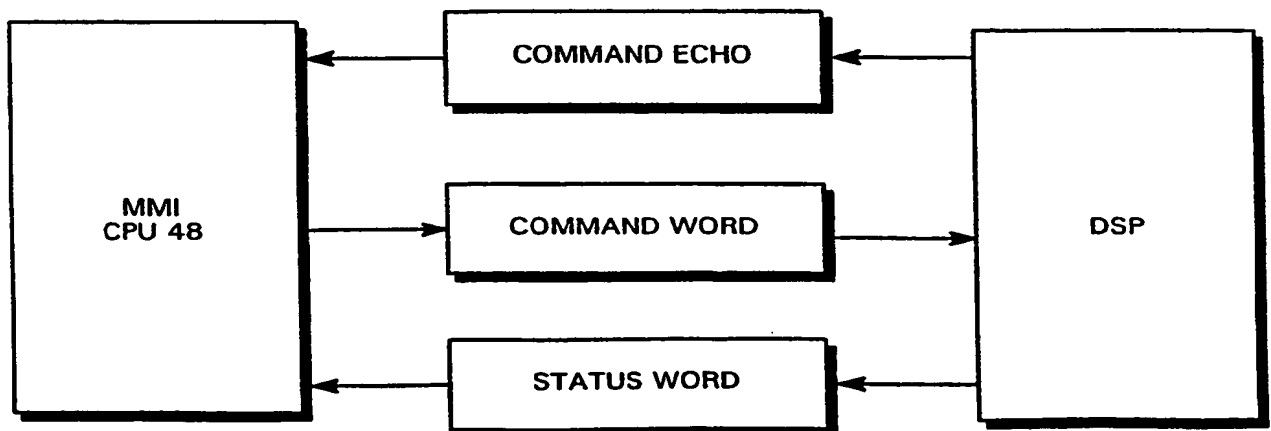 COMMAND ECHO
MMI
CPU 48
COMMAND WORD
DSP
STATUS WORD